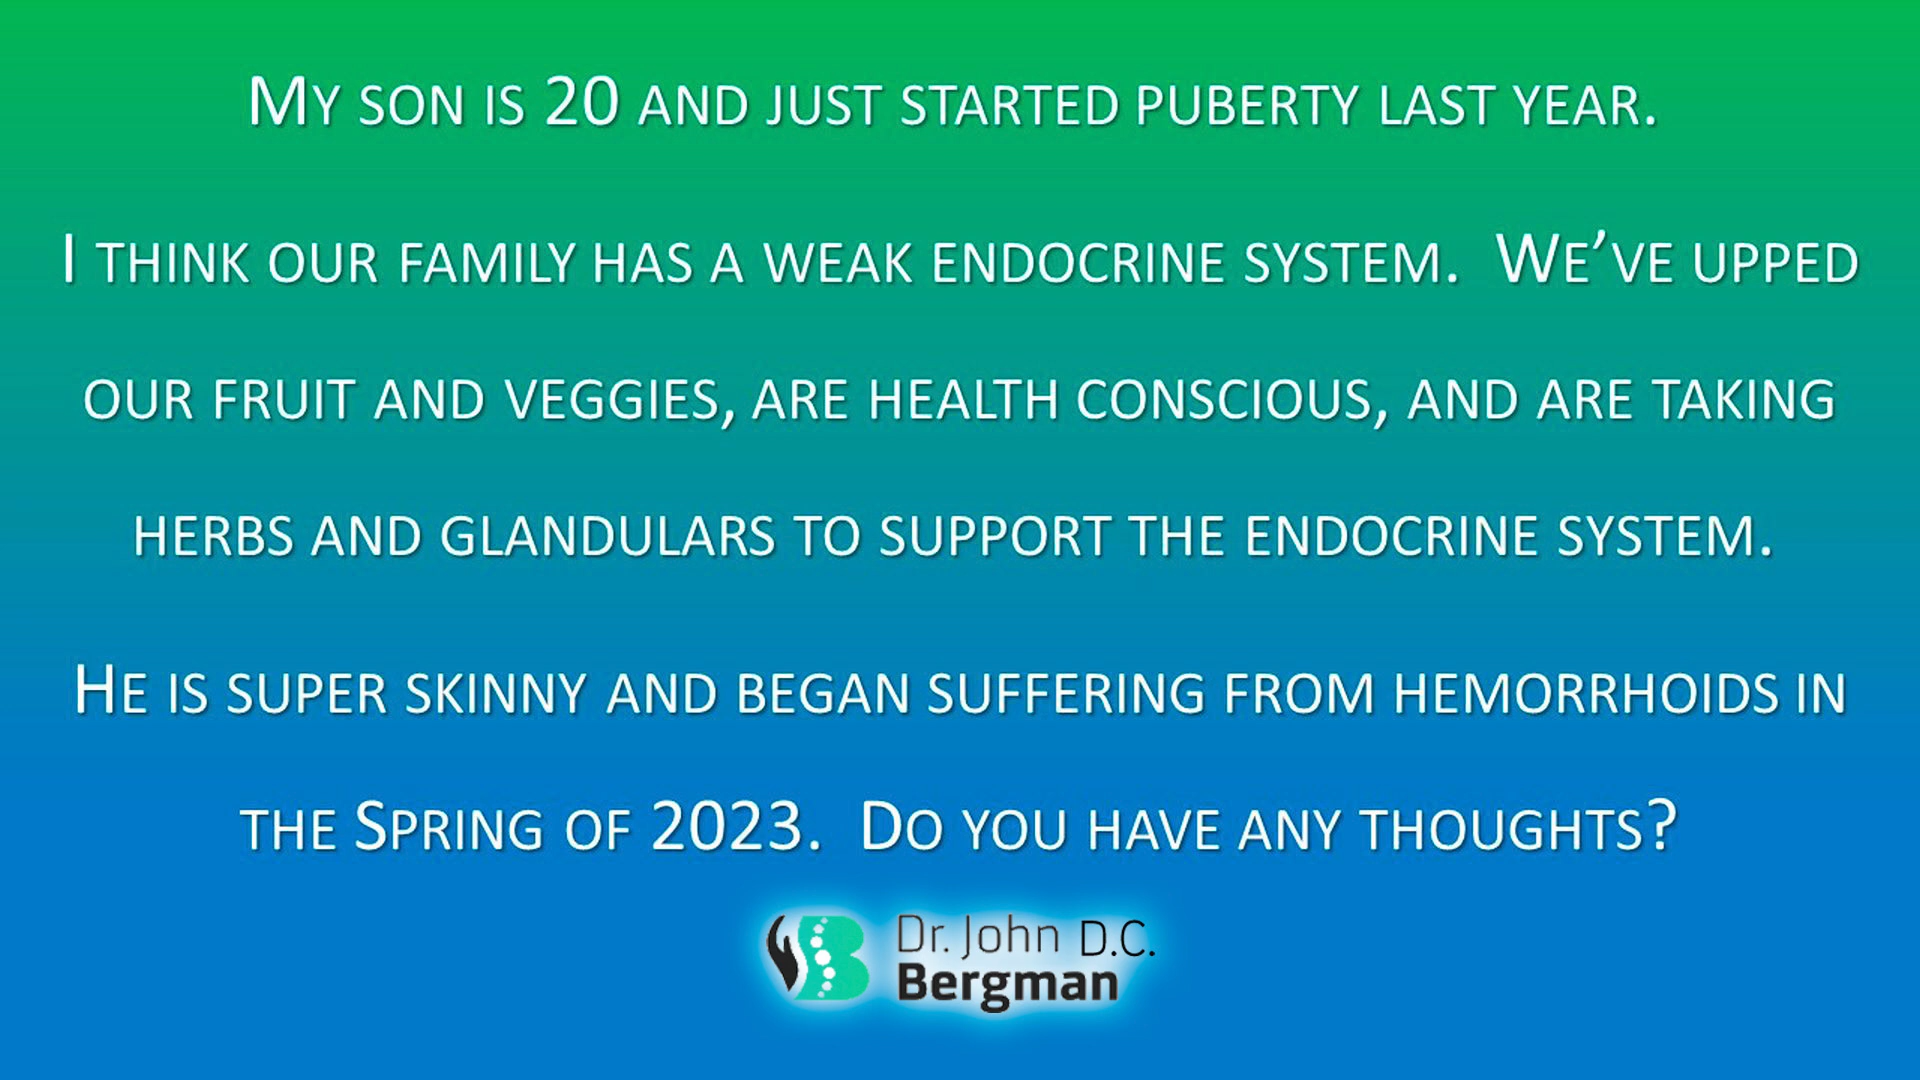 My son is 20 and just started puberty last year.
I think our family has a weak endocrine system. We’ve upped
our fruit and veggies, are health conscious, and are taking
herbs and glandulars to support the endocrine system.
He is super skinny and began suffering from hemorrhoids in
the Spring of 2023. Do you have any thoughts?
Dr. John D.C.
Bergman